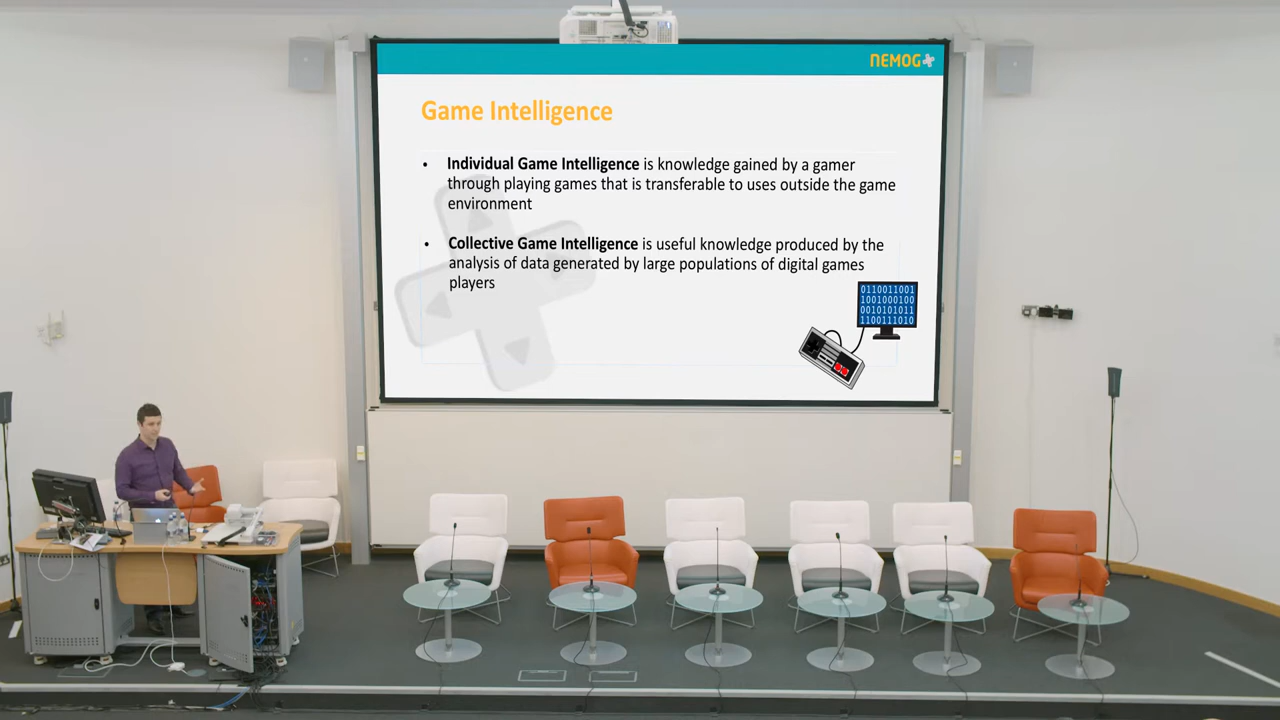 NEMOG
Game Intelligence
• Individual Game Intelligence is knowledge gained by a gamer
through playing games that is transferable to uses outside the game
environment
• Collective Game Intelligence is useful knowledge produced by the
analysis of data generated by large populations of digital games
players
0110011001
1001000100
0010101011
1100111010